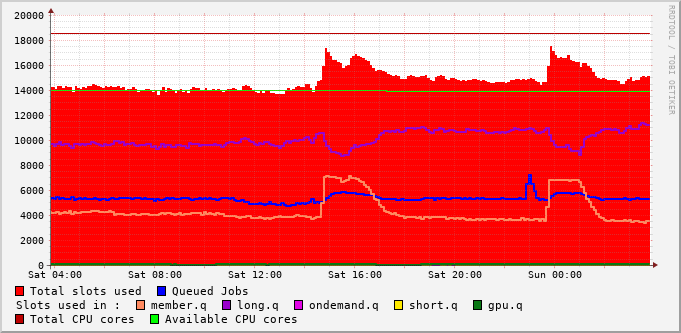 20000
18000
16000
14000
12000
10000
8000
6000
4000
2000
0
Sat 04:00 Sat 08:00 Sat 12:00 Sat 16:00 Sat 20:00 Sun 00:00
RRDTOOL / TOBI OETIKER
Total slots used Queued Jobs
Slots used in : member.q long.q ondemand.q short.q gpu.q
Total CPU cores Available CPU cores